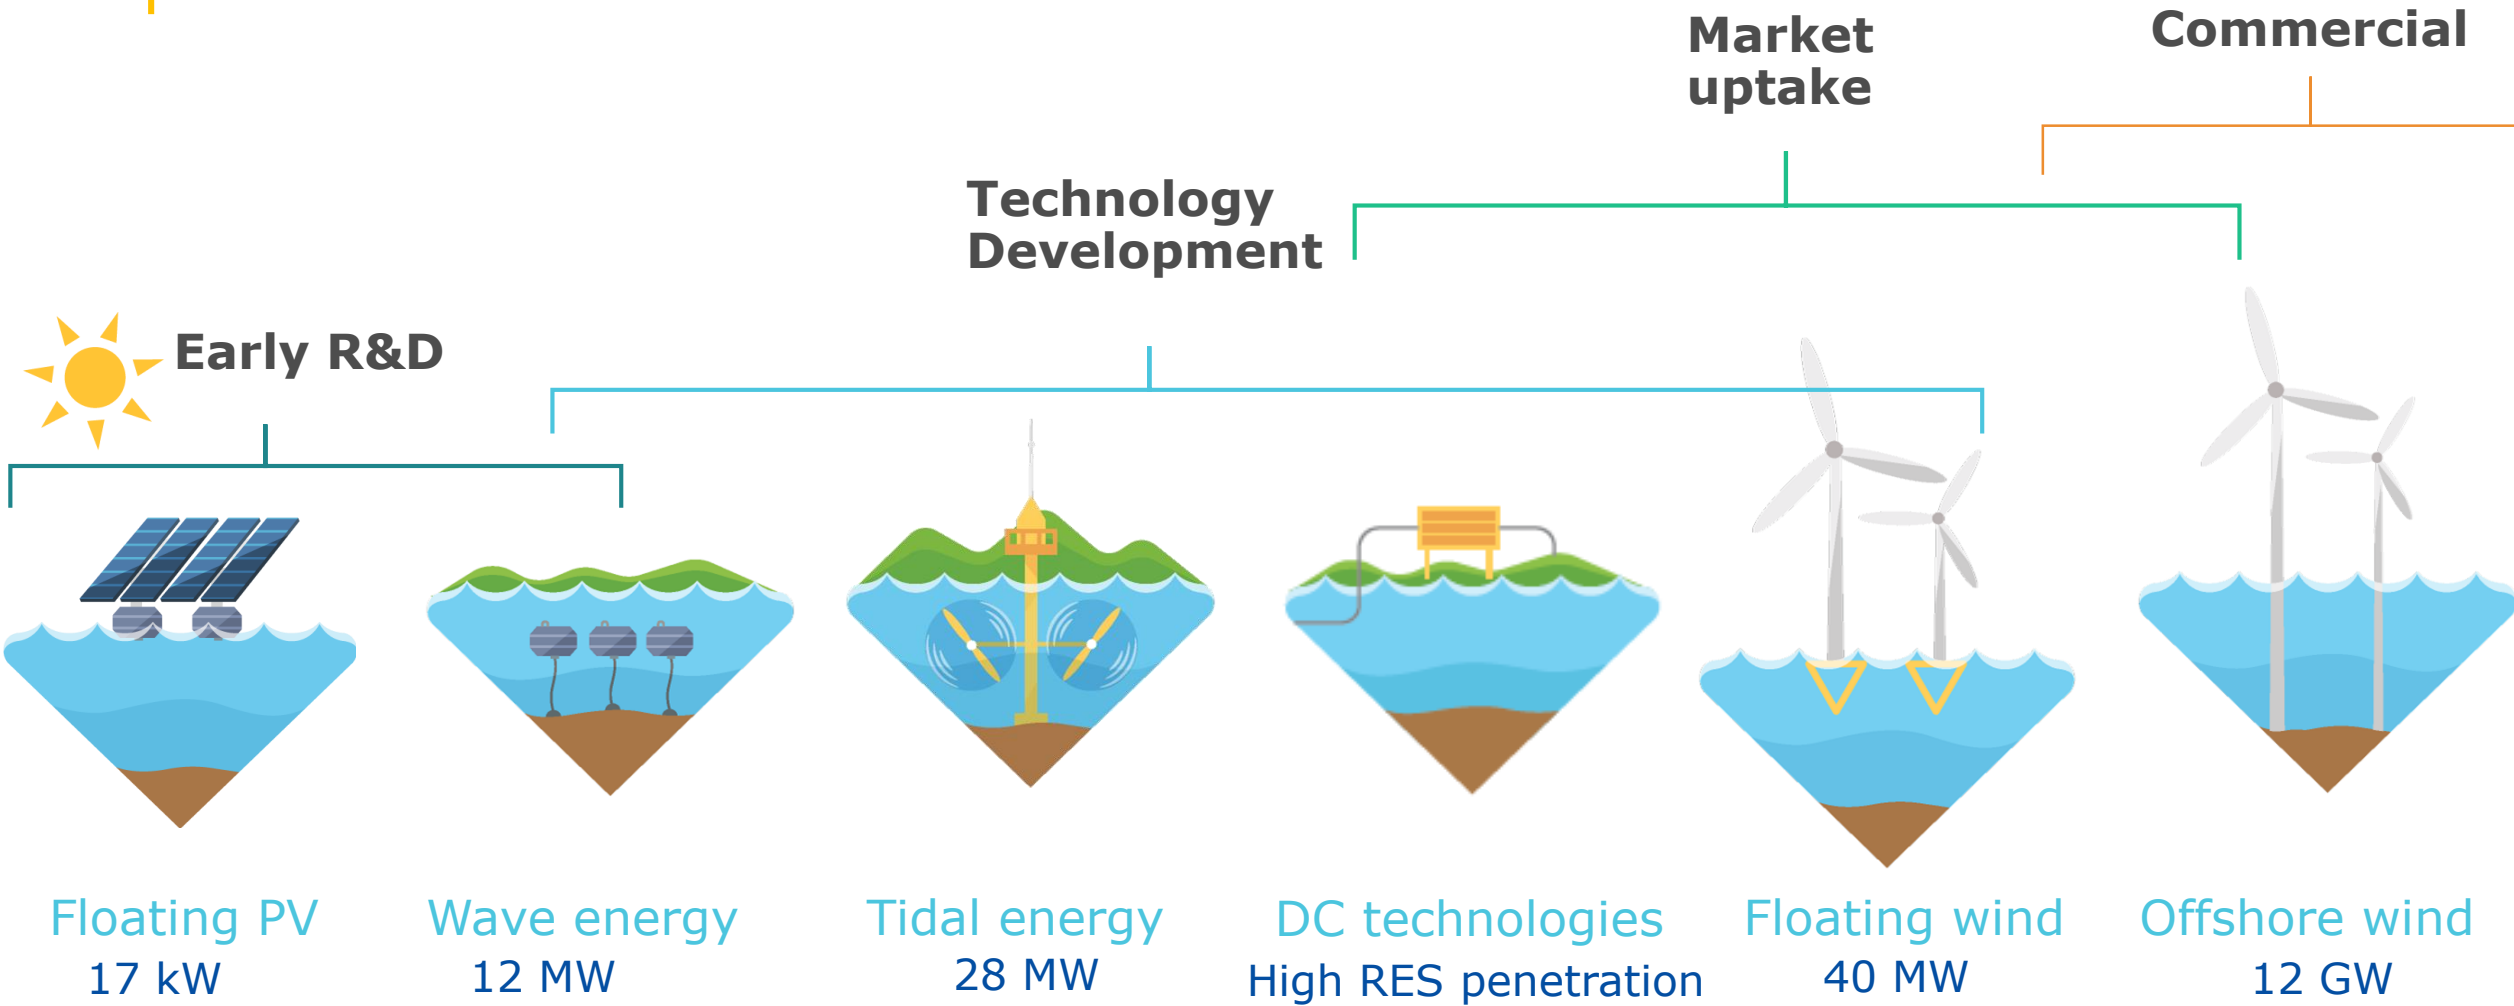 Market
uptake
Commercial
Technology
Development
Early R&D
Floating PV
17 kW
Wave energy
12 MW
Tidal energy
28 MW
DC technologies
High RES penetration
Floating wind
40 MW
Offshore wind
12 GW